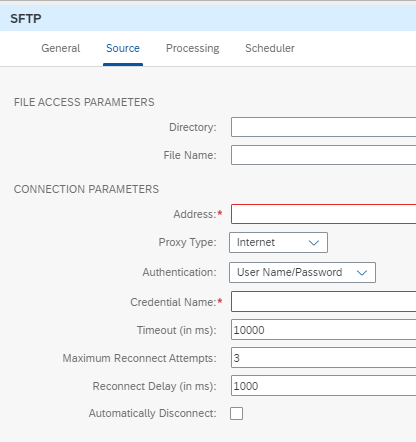 SFTP
General Source Processing Scheduler
FILE ACCESS PARAMETERS
Directory:
File Name:
CONNECTION PARAMETERS
Address:*
Proxy Type: Internet
Authentication: User Name/Password
Credential Name:*
Timeout (in ms): 10000
Maximum Reconnect Attempts: 3
Reconnect Delay (in ms): 1000
Automatically Disconnect: